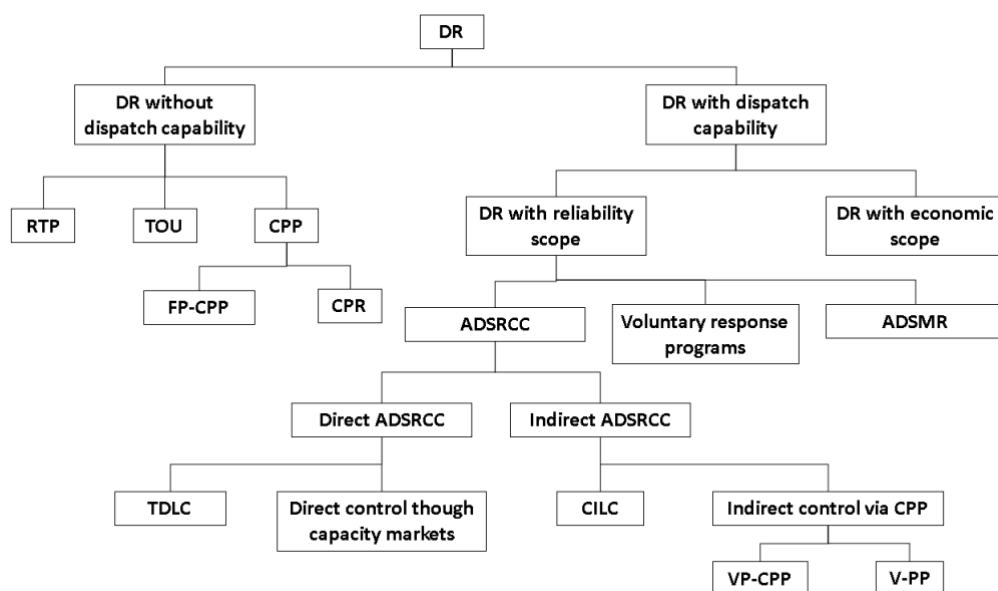 DR
DR without
dispatch capability
DR with dispatch
capability
RTP
TOU
CPP
DR with reliability
scope
DR with economic
scope
FP-CPP
CPR
ADSRCC
Voluntary response
programs
ADSMR
Direct ADSRCC
Indirect ADSRCC
TDLC
Direct control though
capacity markets
CILC
Indirect control via CPP
VP-CPP
V-PP